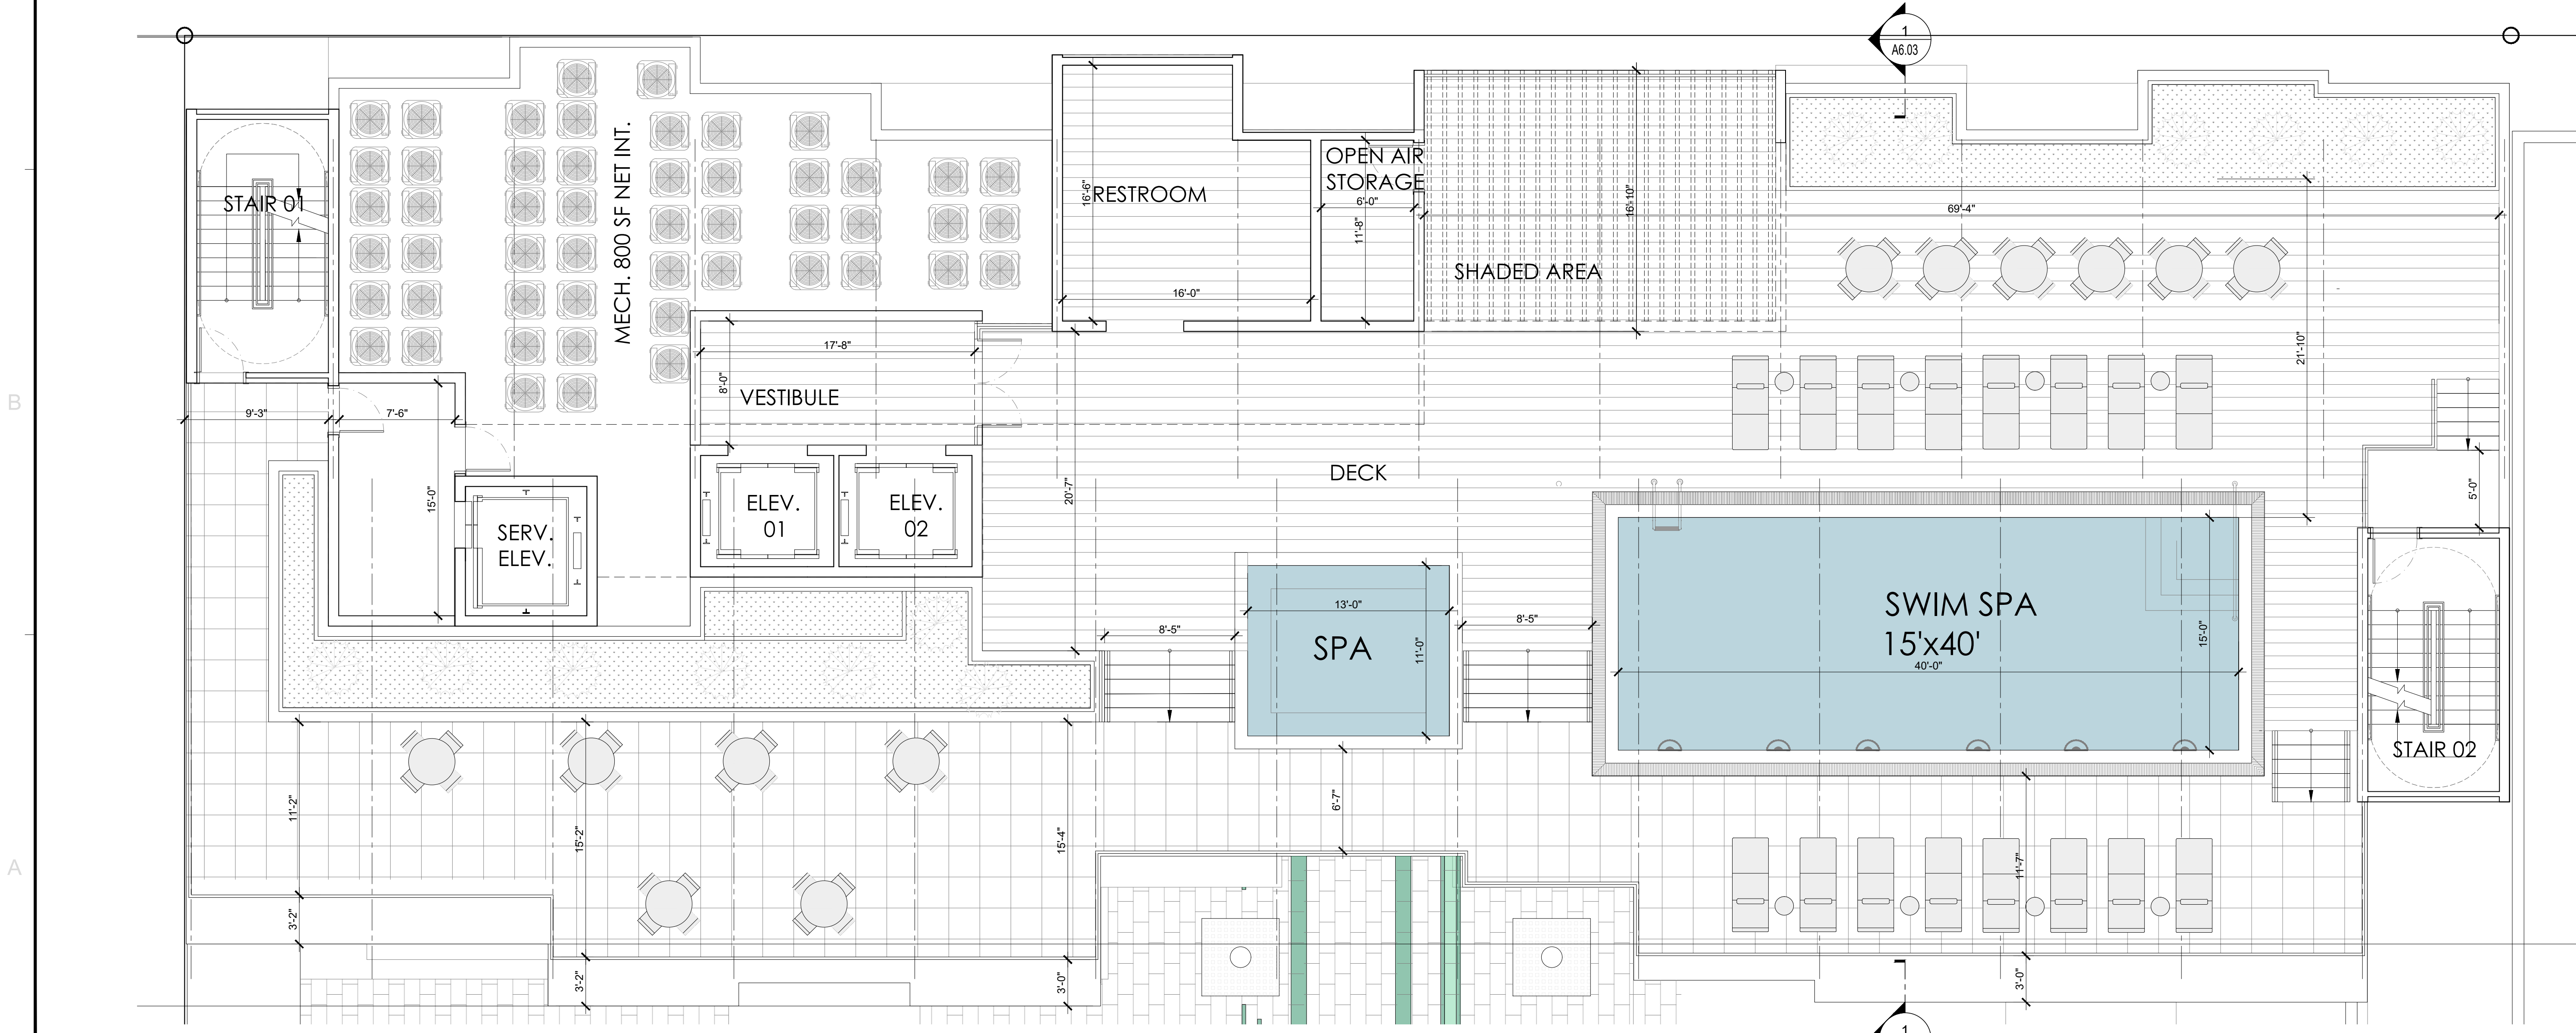 1
A6.03
MECH. 800 SF NET INT.
OPEN AIR
STORAGE
16'-6"
RESTROOM
16'-10"
6'-0"
STAIR 01
69'-4"
11'-8"
SHADED AREA
16'-0"
17'-8"
21'-10"
8'-0"
VESTIBULE
B
9'-3"
7'-6"
DECK
15'-0"
20'-7"
5'-0"
ELEV.
01
ELEV.
02
SERV.
ELEV.
13'-0"
SWIM SPA
15'x40'
8'-5"
8'-5"
SPA
11'-0"
15'-0"
40'-0"
STAIR 02
11'-2"
6'-7"
15'-2"
15'-4"
A
11'-7"
3'-2"
3'-2"
3'-0"
3'-0"
1